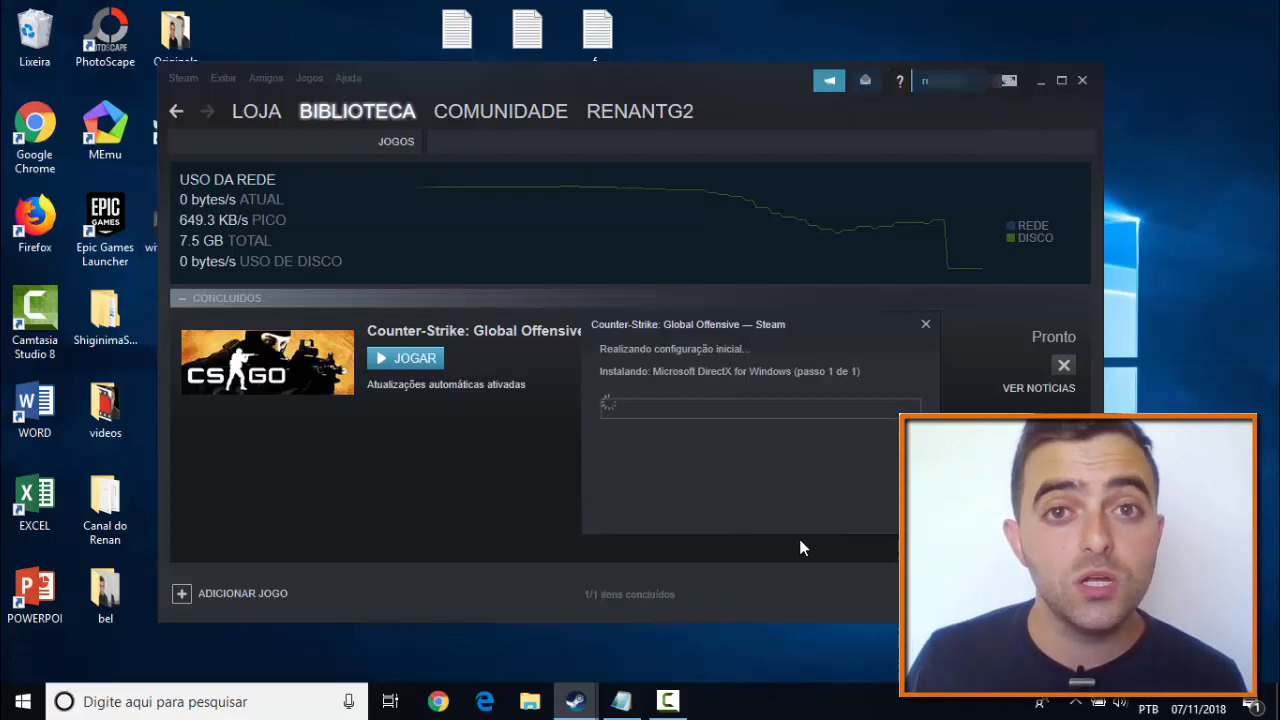 Lixeira
PhotoScape
Google
Chrome
MEmu
Firefox
Epic Games
Launcher
Camtasia
Studio 8
ShiginimaS...
WORD
videos
EXCEL
Canal do
Renan
POWERPOI
bel
Steam Exibir Amigos Jogos Ajuda
?
LOJA BIBLIOTECA COMUNIDADE RENANTG2
JOGOS
USO DA REDE
0 bytes/s ATUAL
649.3 KB/s PICO
7.5 GB TOTAL
0 bytes/s USO DE DISCO
REDE
DISCO
CONCLUIDOS
CS GO
Counter-Strike: Global Offensive
JOGAR
Atualizações automáticas ativadas
Counter-Strike: Global Offensive — Steam
Realizando configuração inicial...
Instalando: Microsoft DirectX for Windows (passo 1 de 1)
Pronto
VER NOTÍCIAS
ADICIONAR JOGO
1/1 itens concluídos
Digite aqui para pesquisar
PTB 07/11/2018
1